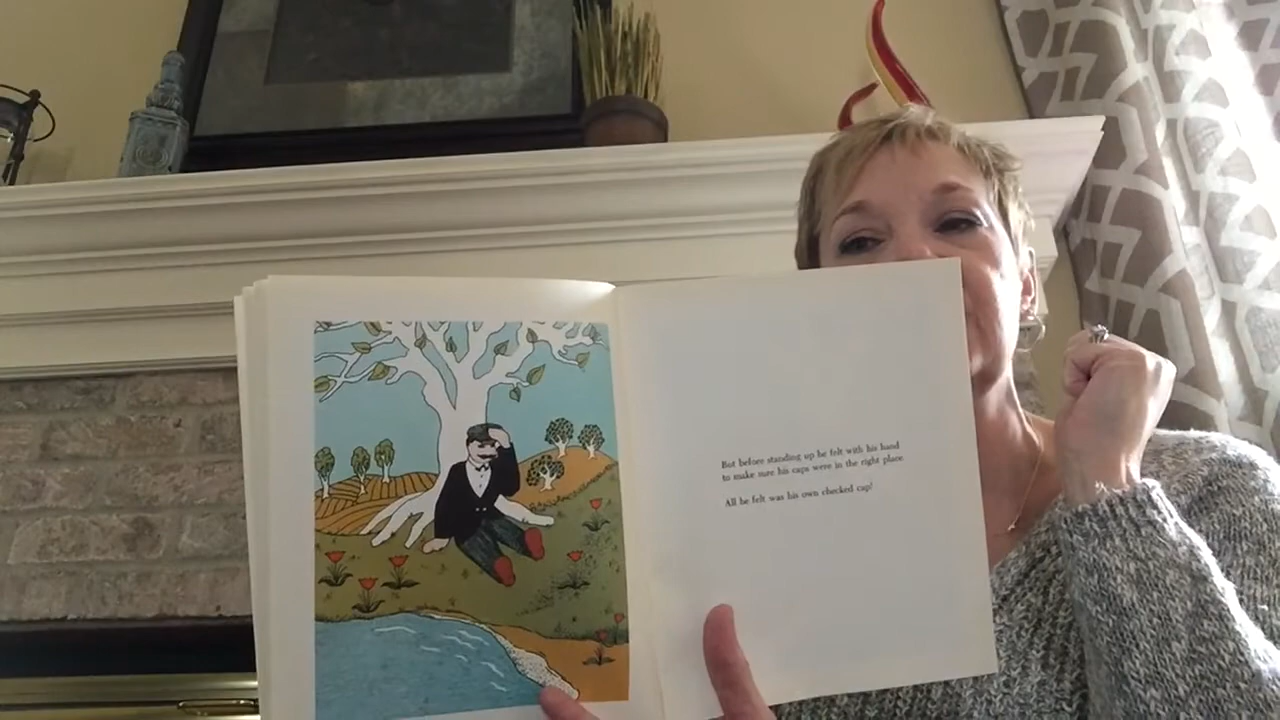 But before standing up he felt with his hand
to make sure his caps were in the right place.
All he felt was his own checked cap!